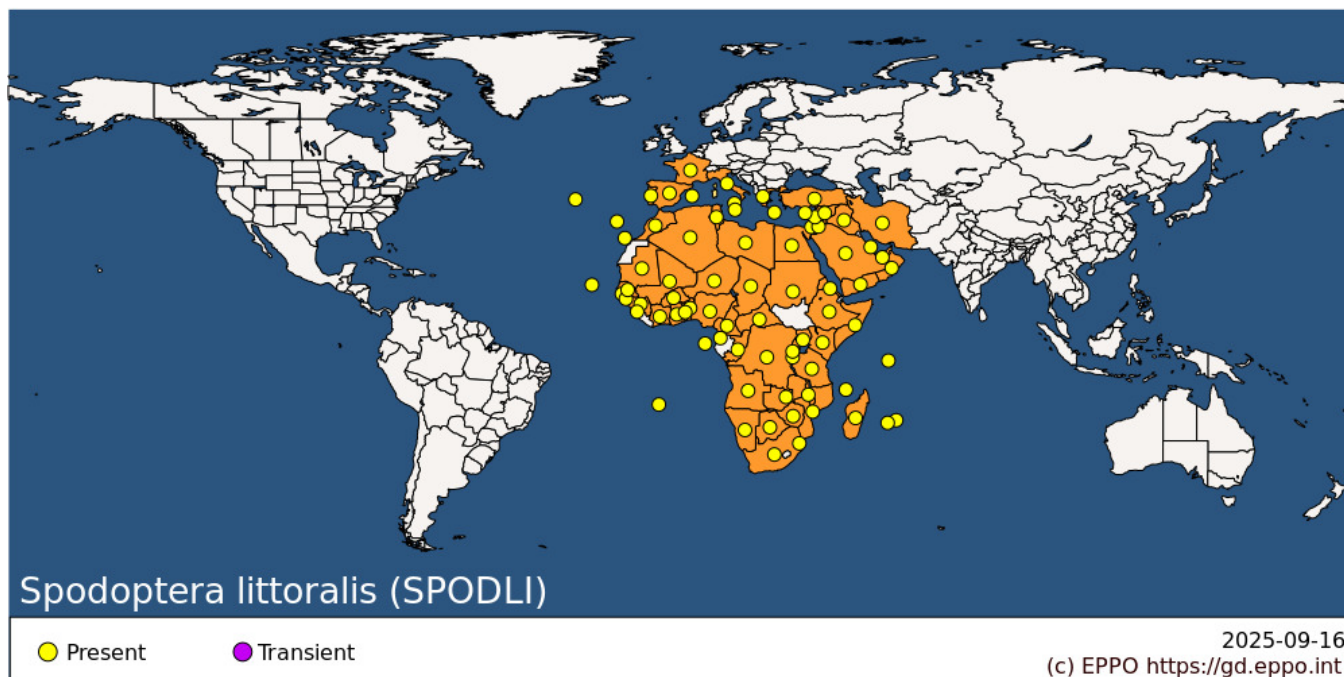 Spodoptera littoralis (SPODLI)
Present
Transient
2025-09-16
(c) EPPO https://gd.eppo.int